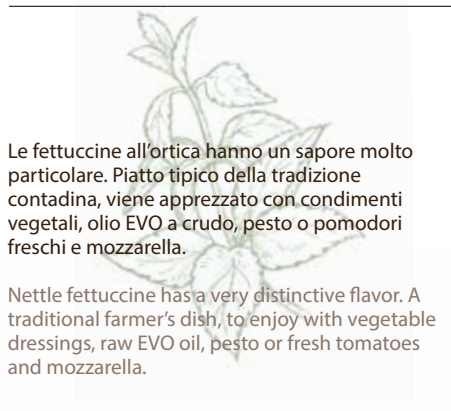 Le fettuccine all’ortica hanno un sapore molto
particolare. Piatto tipico della tradizione
contadina, viene apprezzato con condimenti
vegetali, olio EVO a crudo, pesto o pomodori
freschi e mozzarella.
Nettle fettuccine has a very distinctive flavor. A
traditional farmer’s dish, to enjoy with vegetable
dressings, raw EVO oil, pesto or fresh tomatoes
and mozzarella.